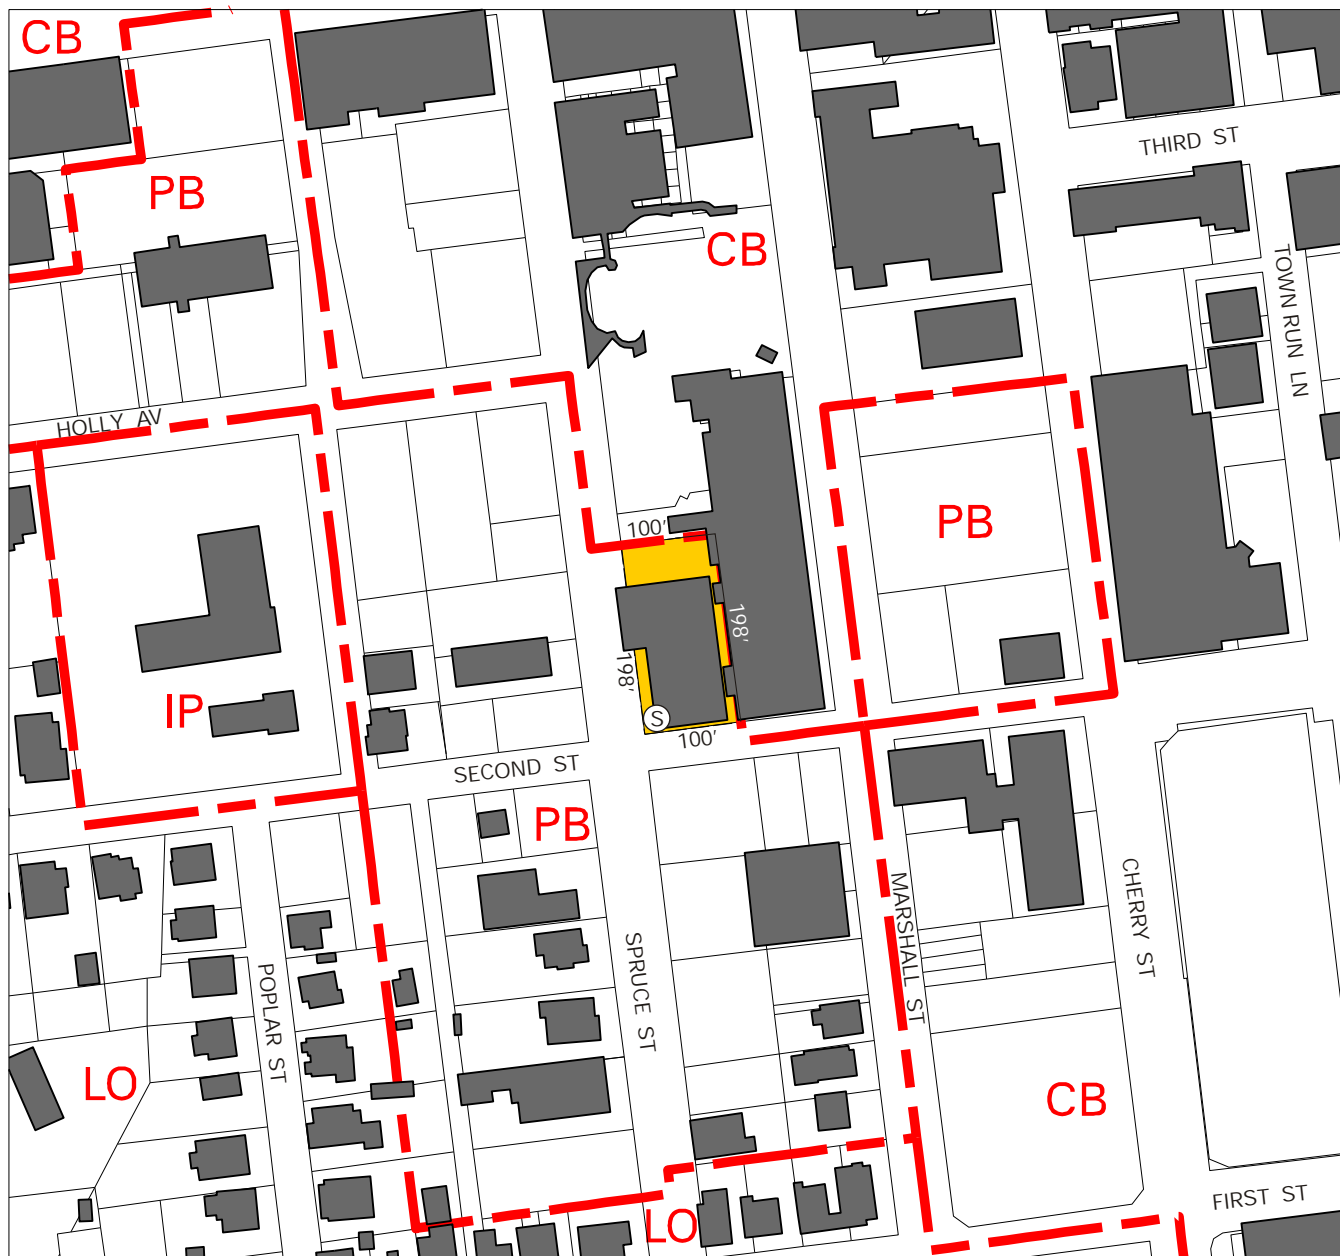 CB
THIRD ST
PB
CB
TOWN RUN LN
HOLLY AV
PB
100'
198'
198'
IP
S
100'
SECOND ST
PB
CHERRY ST
MARSHALL ST
SPRUCE ST
POPLAR ST
LO
CB
FIRST ST
LO